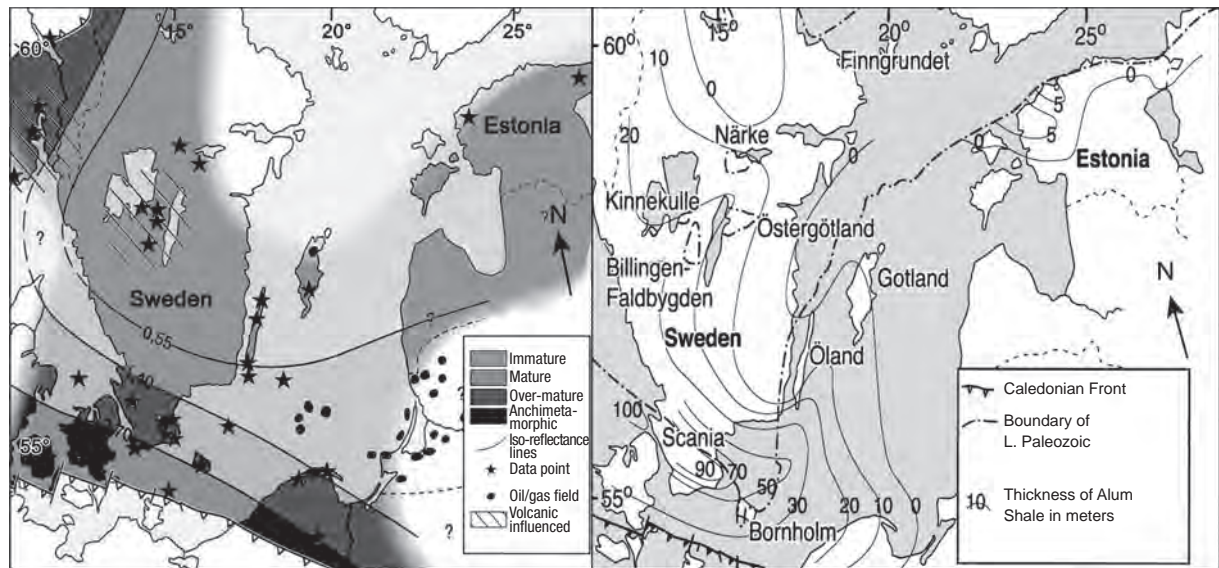 15°
20°
25°
60°
Estonia
?
?
N
Sweden
0,55
?
?
?
55°
Immature
Mature
Over-mature
Anchimeta-
morphic
Iso-reflectance
lines
Data point
Oil/gas field
Volcanic
influenced
15°
20°
25°
60°
10
0
Finngrundet
0
5
5
20
Närke
0
0
Estonia
Kinnekulle
Östergötland
Billingen-
Faldbygden
Gotland
N
Sweden
Öland
100
Scania
90
70
50
30
20
10
0
55°
Bornholm
Caledonian Front
Boundary of
L. Paleozoic
10
Thickness of Alum
Shale in meters